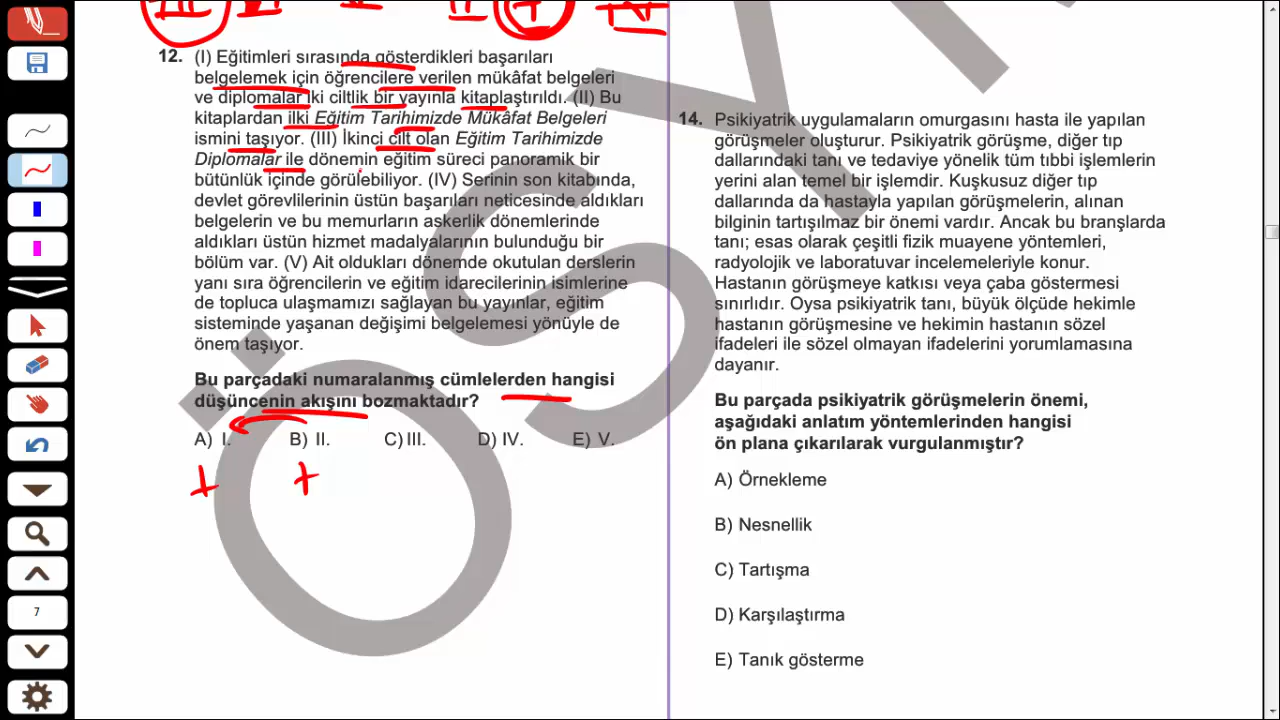 12. (I) Eğitimleri sırasında gösterdikleri başarıları
belgelemek için öğrencilere verilen mükâfat belgeleri
ve diplomalar iki ciltlik bir yayınla kitaplaştırıldı. (II) Bu
kitaplardan ilki Eğitim Tarihimizde Mükâfat Belgeleri
ismini taşıyor. (III) İkinci cilt olan Eğitim Tarihimizde
Diplomalar ile dönemin eğitim süreci panoramik bir
bütünlük içinde görülebiliyor. (IV) Serinin son kitabında,
devlet görevlilerinin üstün başarıları neticesinde aldıkları
belgelerin ve bu memurların askerlik dönemlerinde
aldıkları üstün hizmet madalyalarının bulunduğu bir
bölüm var. (V) Ait oldukları dönemde okutulan derslerin
yanı sıra öğrencilerin ve eğitim idarecilerinin isimlerine
de topluca ulaşmamızı sağlayan bu yayınlar, eğitim
sisteminde yaşanan değişimi belgelemesi yönüyle de
önem taşıyor.
Bu parçadaki numaralanmış cümlelerden hangisi
düşüncenin akışını bozmaktadır?
A) I. B) II. C) III. D) IV. E) V.
14. Psikiyatrik uygulamaların omurgasını hasta ile yapılan
görüşmeler oluşturur. Psikiyatrik görüşme, diğer tıp
dallarındaki tanı ve tedaviye yönelik tüm tıbbi işlemlerin
yerini alan temel bir işlemdir. Kuşkusuz diğer tıp
dallarında da hastayla yapılan görüşmelerin, alınan
bilginin tartışılmaz bir önemi vardır. Ancak bu branşlarda
tanı; esas olarak çeşitli fizik muayene yöntemleri,
radyolojik ve laboratuvar incelemeleriyle konur.
Hastanın görüşmeye katkısı veya çaba göstermesi
sınırlıdır. Oysa psikiyatrik tanı, büyük ölçüde hekimle
hastanın görüşmesine ve hekimin hastanın sözel
ifadeleri ile sözel olmayan ifadelerini yorumlamasına
dayanır.
Bu parçada psikiyatrik görüşmelerin önemi,
aşağıdaki anlatım yöntemlerinden hangisi
ön plana çıkarılarak vurgulanmıştır?
A) Örnekleme
B) Nesnellik
C) Tartışma
D) Karşılaştırma
E) Tanık gösterme
7